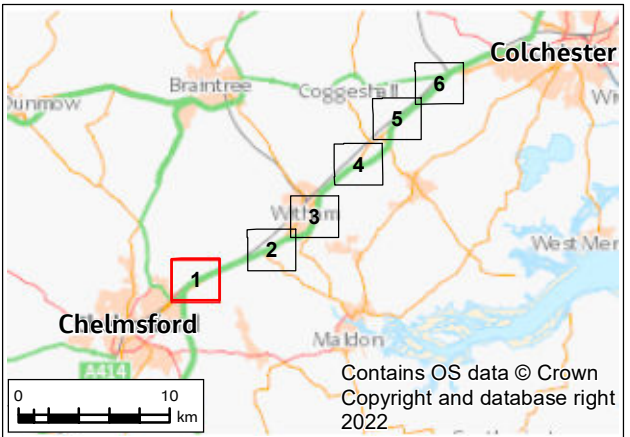 Colchester
Braintree
Coggeshall
6
Dunmow
5
4
Witham
3
2
West Mer
1
Chelmsford
Maldon
A414
0 10
km
Contains OS data © Crown
Copyright and database right
2022